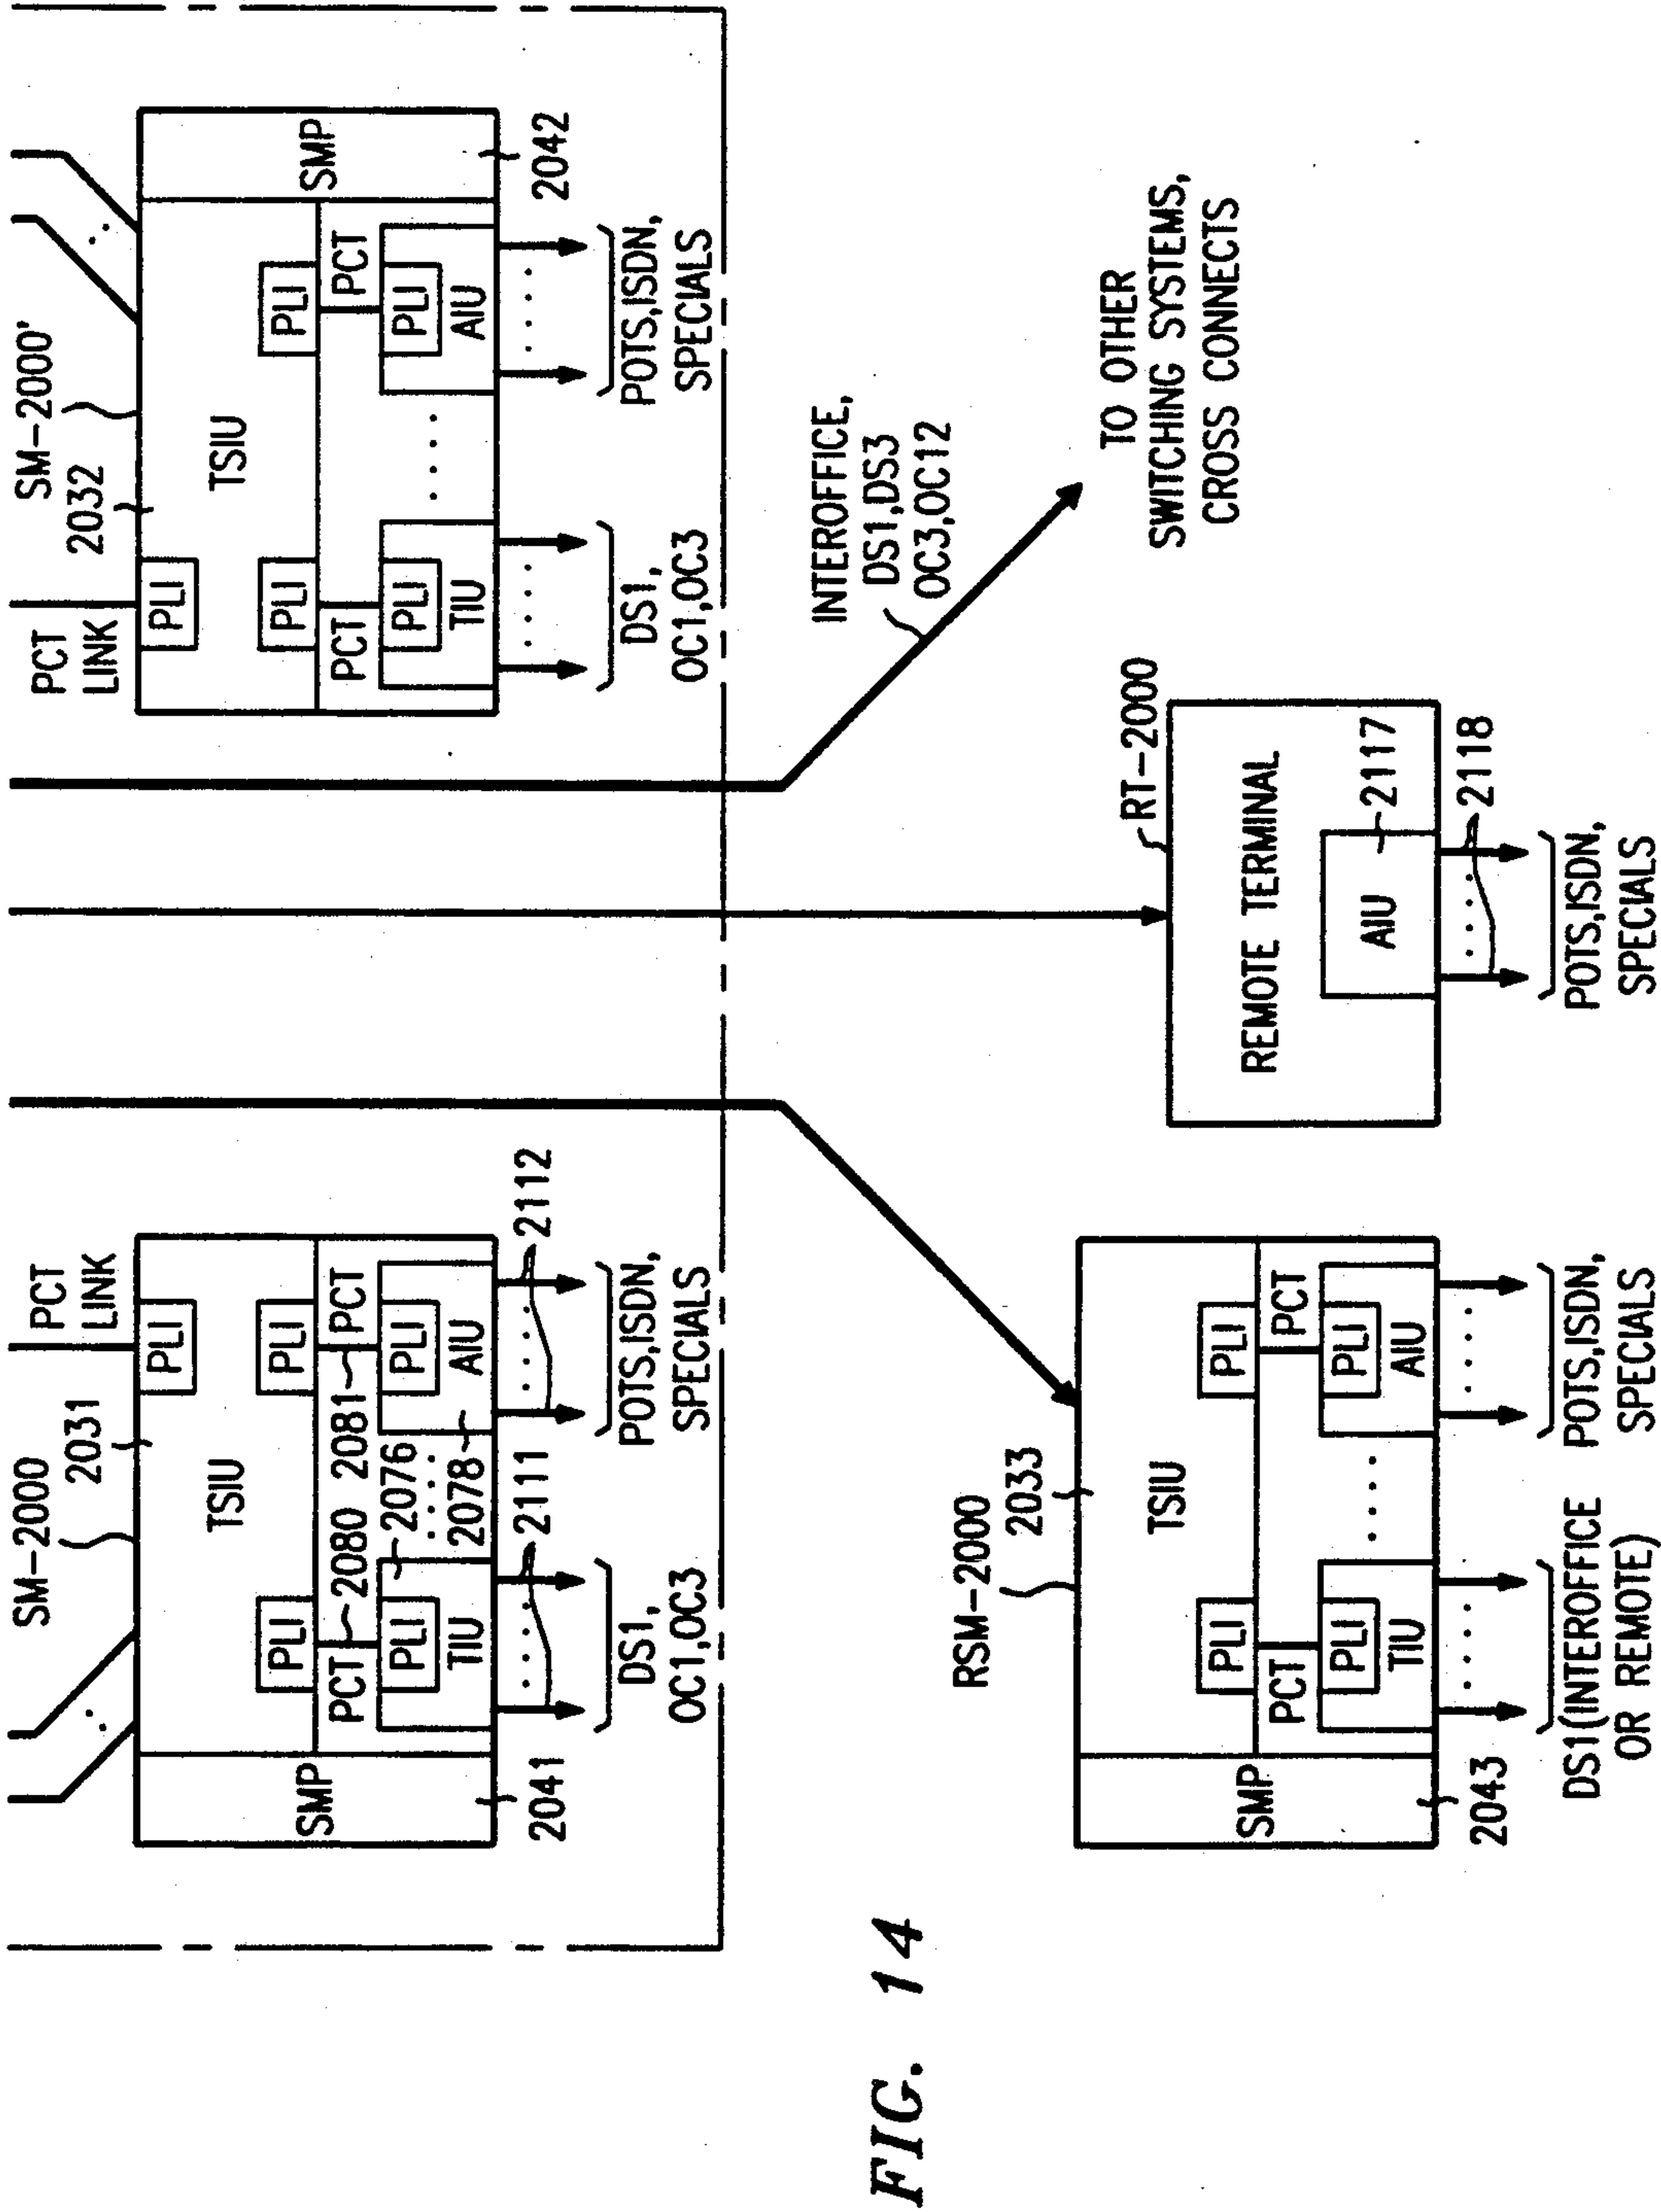 SM-2000
2031
PCT
LINK
PLI
TSIU
PLI
PLI
PCT
2080
2081
PCT
PLI
TIU
2076
2078
PLI
AIU
SMP
2041
2111
2112
DS1,
OC1,OC3
POTS,ISDN,
SPECIALS
PCT
LINK
SM-2000'
2032
PLI
TSIU
PLI
PLI
PCT
PCT
PLI
TIU
PLI
AIU
SMP
2042
DS1,
OC1,OC3
POTS,ISDN,
SPECIALS
INTEROFFICE,
DS1,DS3
OC3,OC12
TO OTHER
SWITCHING SYSTEMS,
CROSS CONNECTS
RSM-2000
2033
TSIU
PLI
PLI
PCT
PCT
PLI
TIU
PLI
AIU
SMP
2043
DS1(INTEROFFICE
OR REMOTE)
POTS,ISDN,
SPECIALS
RT-2000
REMOTE TERMINAL
AIU
2117
2118
POTS,ISDN,
SPECIALS
FIG. 14